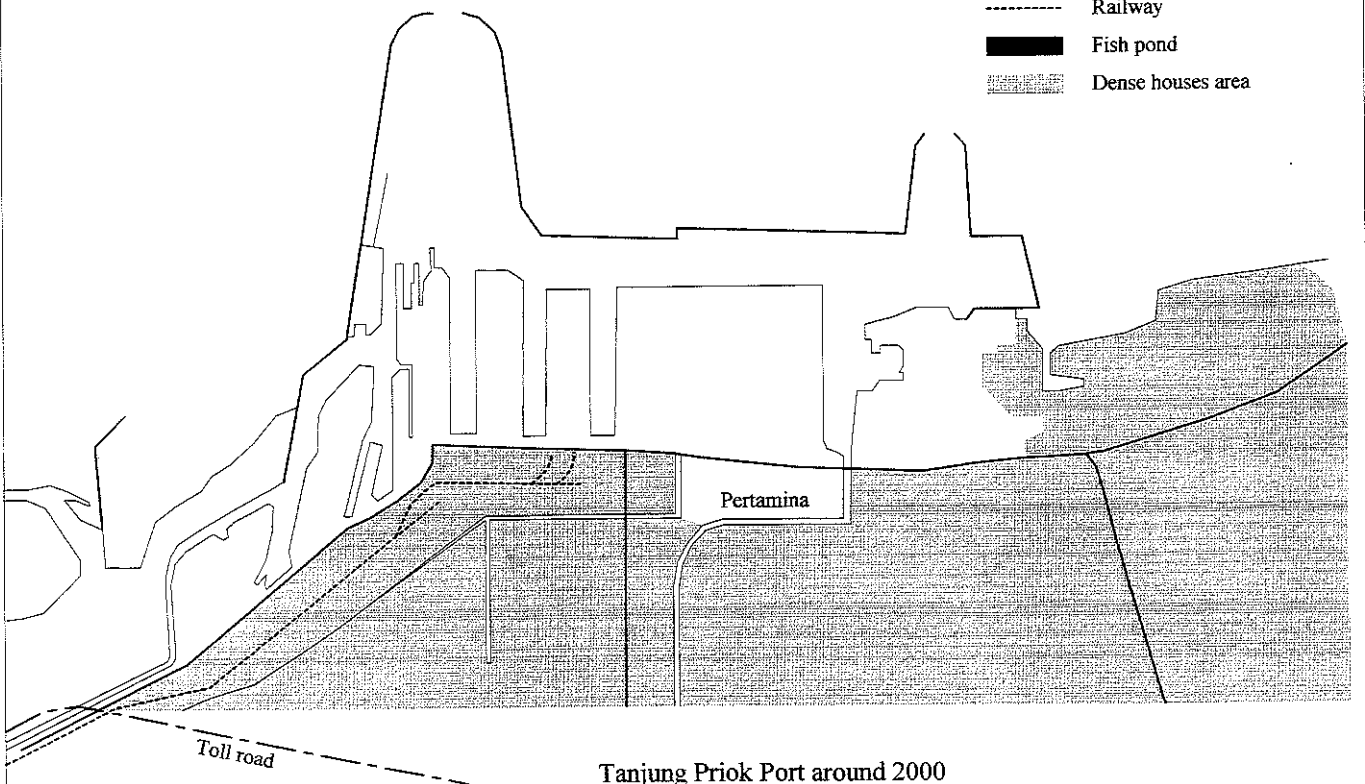 Railway
Fish pond
Dense houses area
Pertamina
Toll road
Tanjung Priok Port around 2000